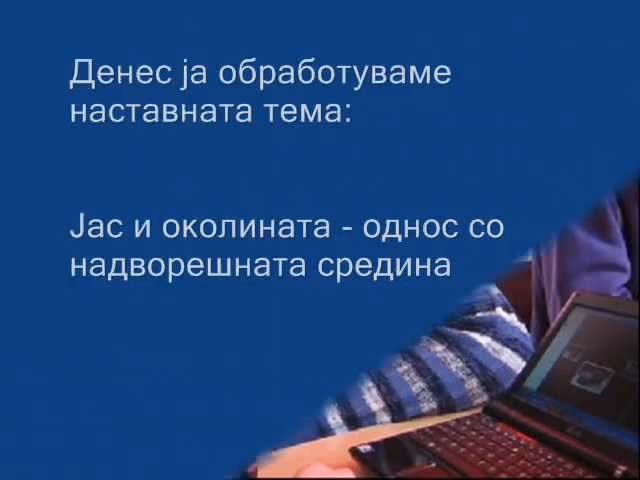 Денес ја обработуваме
наставната тема:
Јас и околината - однос со
надворешната средина